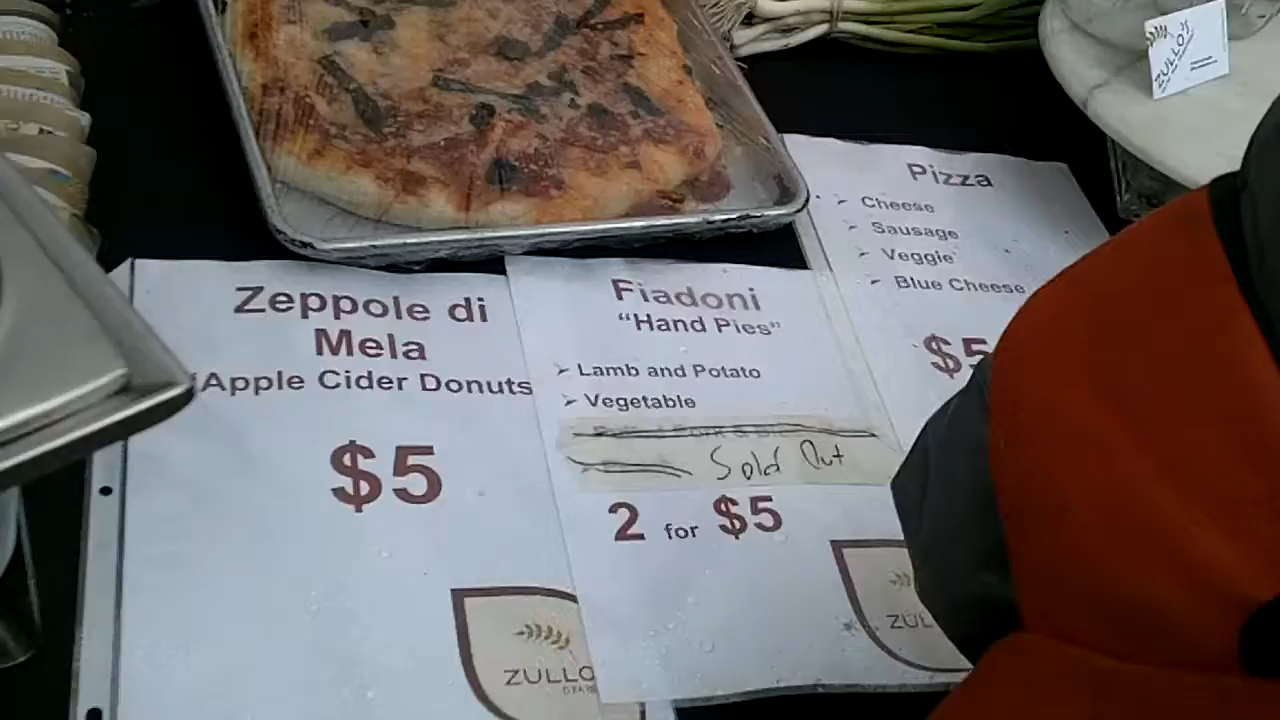 Zeppole di
Mela
Apple Cider Donuts
$5
ZULLO
Fiadoni
"Hand Pies"
➢ Lamb and Potato
➢ Vegetable
Sold Out
2 for $5
ZUL
Pizza
➢ Cheese
➢ Sausage
➢ Veggie
➢ Blue Cheese
$5
ZULLO'S